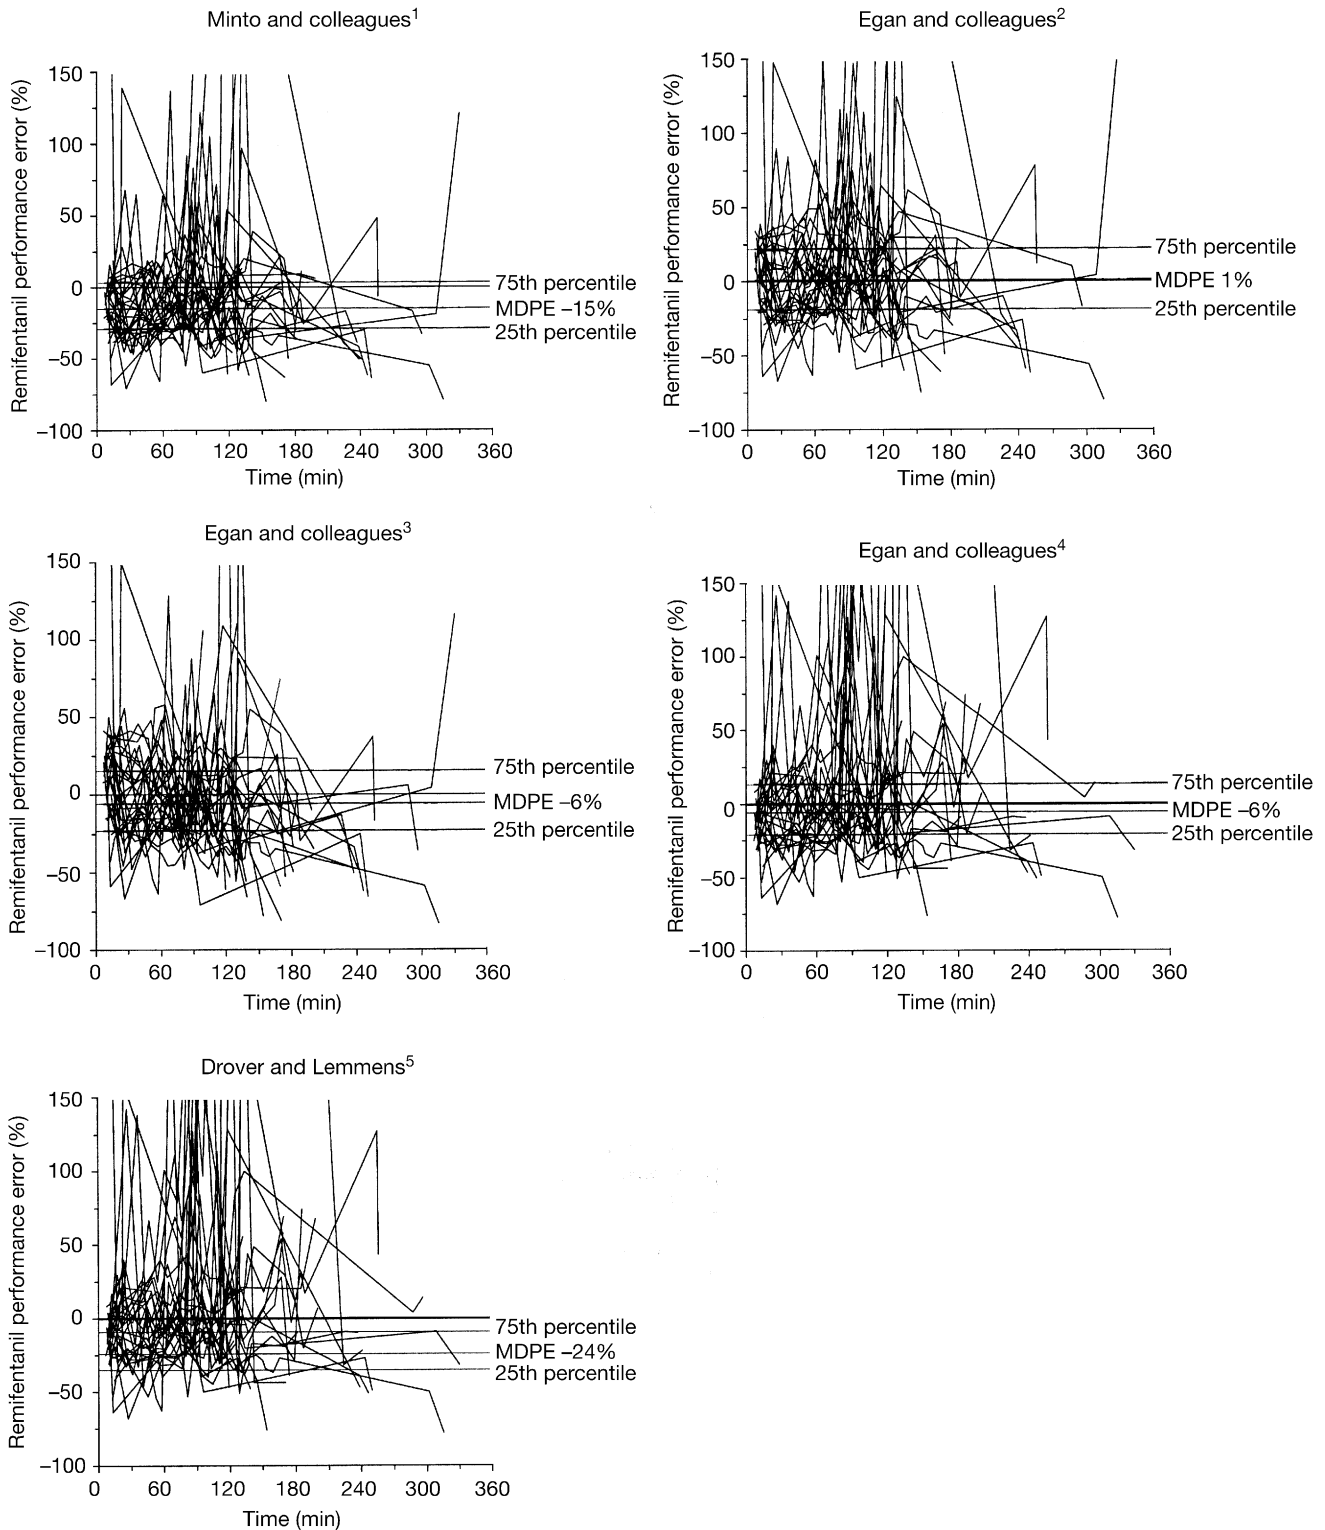 Minto and colleagues1
Remifentanil performance error (%)
150
100
50
0
–50
–100
0 60 120 180 240 300 360
Time (min)
75th percentile
MDPE –15%
25th percentile
Egan and colleagues2
Remifentanil performance error (%)
150
100
50
0
–50
–100
0 60 120 180 240 300 360
Time (min)
75th percentile
MDPE 1%
25th percentile
Egan and colleagues3
Remifentanil performance error (%)
150
100
50
0
–50
–100
0 60 120 180 240 300 360
Time (min)
75th percentile
MDPE –6%
25th percentile
Egan and colleagues4
Remifentanil performance error (%)
150
100
50
0
–50
–100
0 60 120 180 240 300 360
Time (min)
75th percentile
MDPE –6%
25th percentile
Drover and Lemmens5
Remifentanil performance error (%)
150
100
50
0
–50
–100
0 60 120 180 240 300 360
Time (min)
75th percentile
MDPE –24%
25th percentile